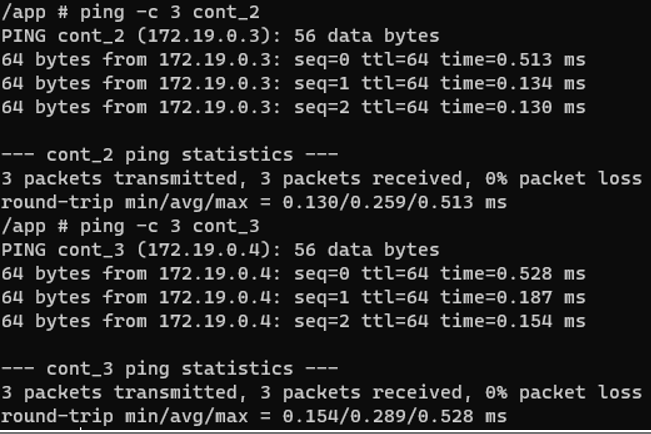 /app # ping -c 3 cont_2
PING cont_2 (172.19.0.3): 56 data bytes
64 bytes from 172.19.0.3: seq=0 ttl=64 time=0.513 ms
64 bytes from 172.19.0.3: seq=1 ttl=64 time=0.134 ms
64 bytes from 172.19.0.3: seq=2 ttl=64 time=0.130 ms

--- cont_2 ping statistics ---
3 packets transmitted, 3 packets received, 0% packet loss
round-trip min/avg/max = 0.130/0.259/0.513 ms
/app # ping -c 3 cont_3
PING cont_3 (172.19.0.4): 56 data bytes
64 bytes from 172.19.0.4: seq=0 ttl=64 time=0.528 ms
64 bytes from 172.19.0.4: seq=1 ttl=64 time=0.187 ms
64 bytes from 172.19.0.4: seq=2 ttl=64 time=0.154 ms

--- cont_3 ping statistics ---
3 packets transmitted, 3 packets received, 0% packet loss
round-trip min/avg/max = 0.154/0.289/0.528 ms